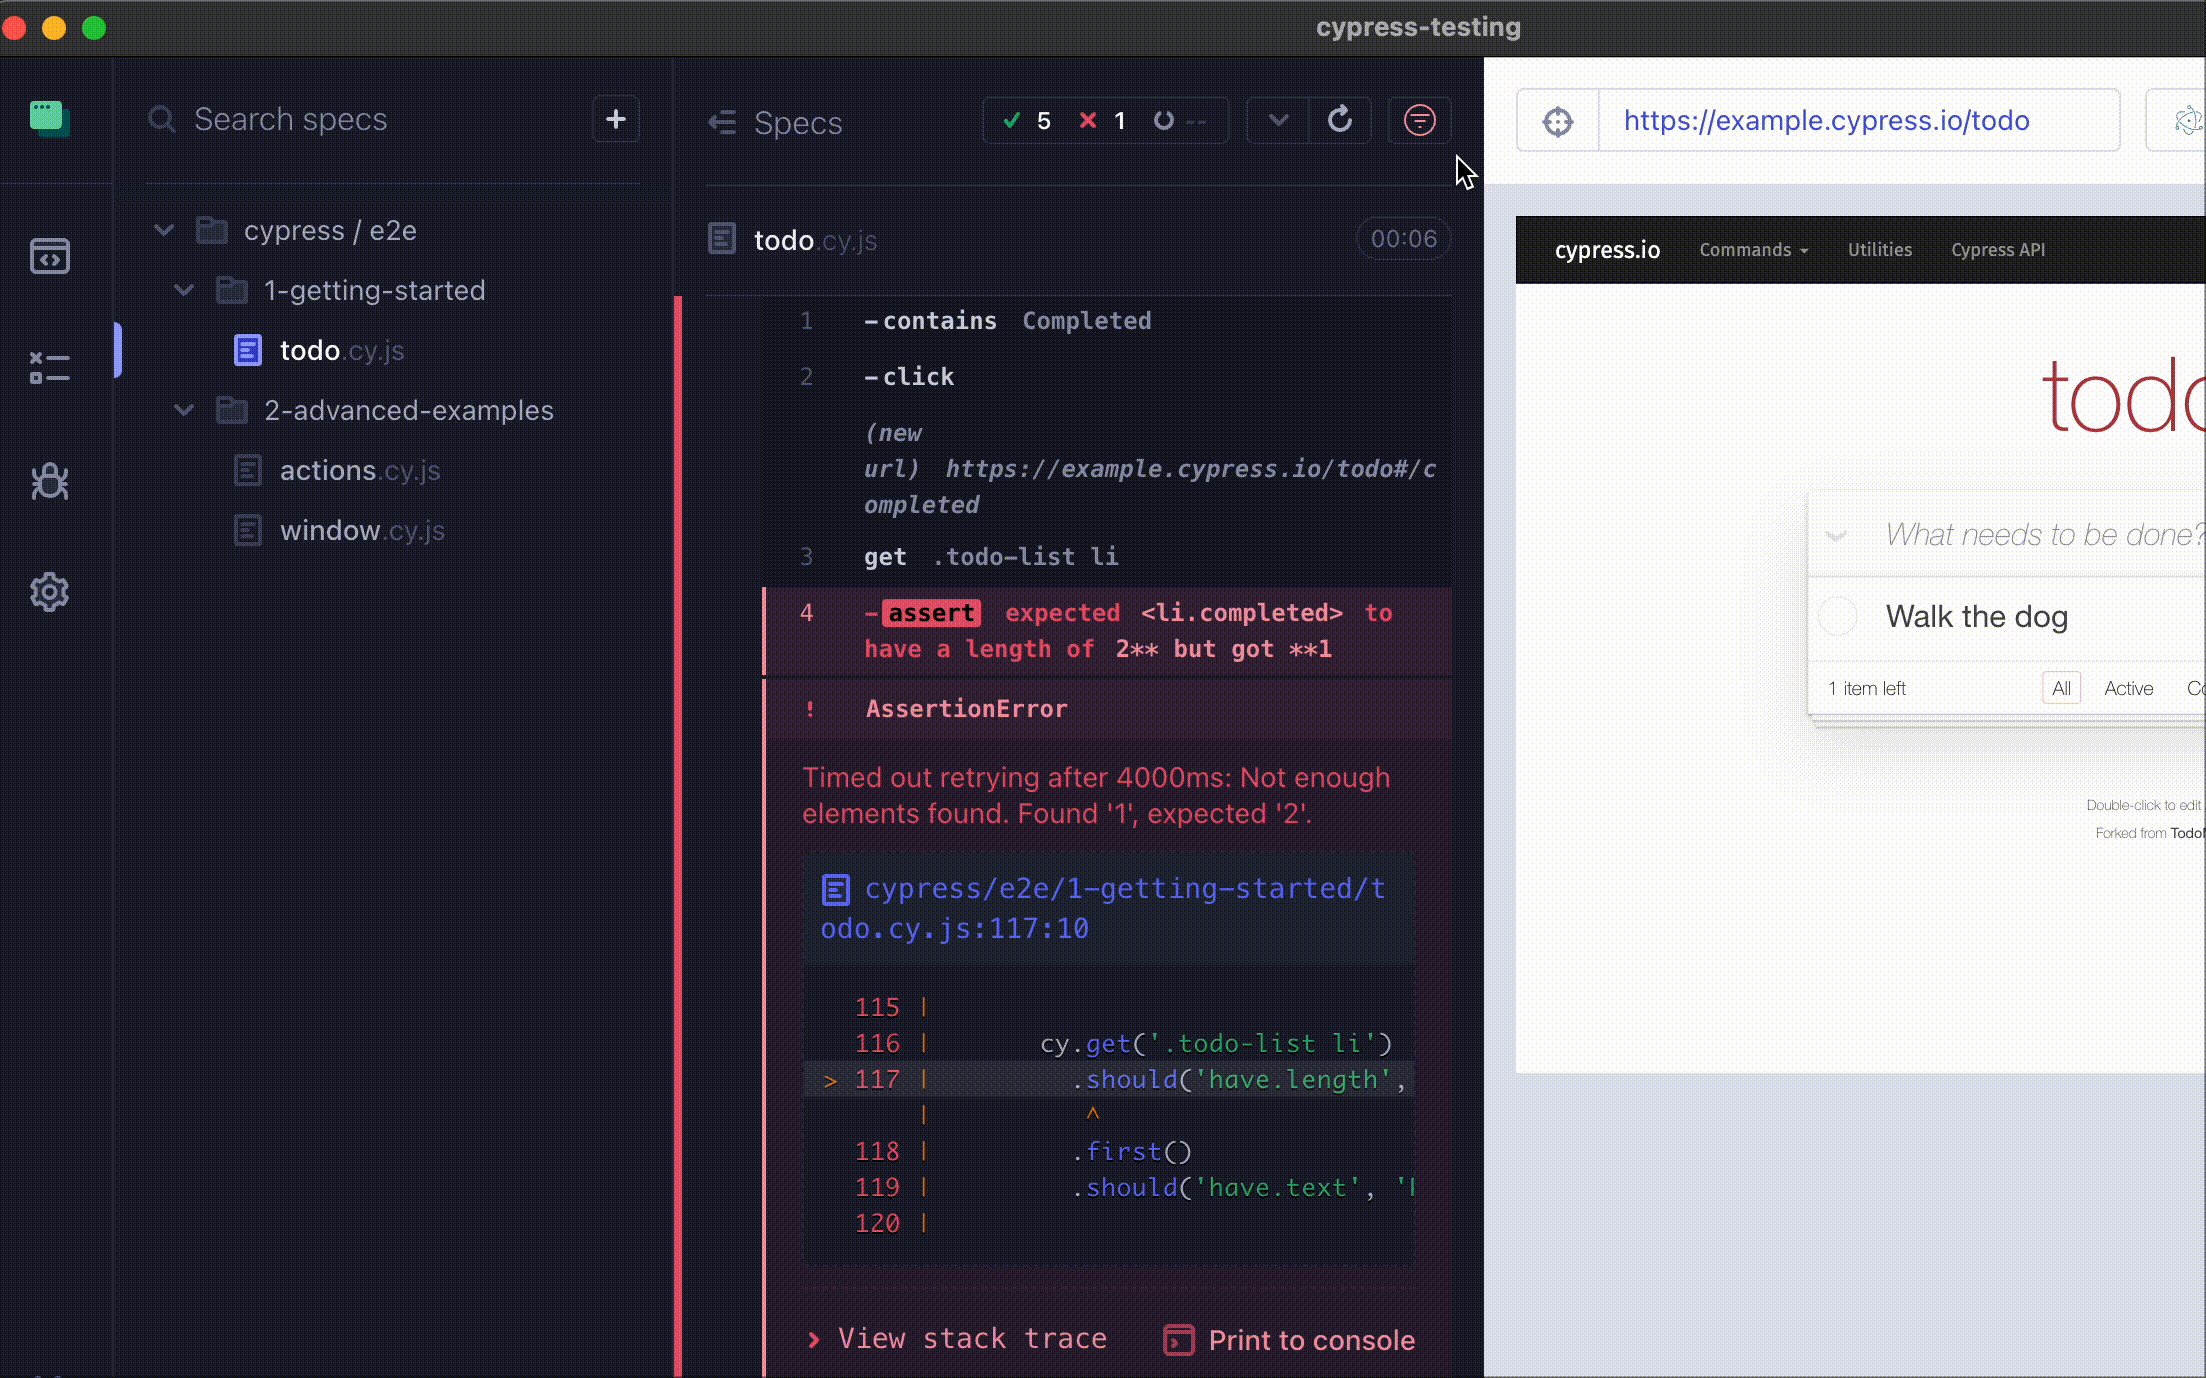 cypress-testing
Search specs
+
cypress / e2e
1-getting-started
todo.cy.js
2-advanced-examples
actions.cy.js
window.cy.js
Specs
5 1 --
todo.cy.js 00:06
1 -contains Completed
2 -click
(new
url) https://example.cypress.io/todo#/c
ompleted
3 get .todo-list li
4 -assert expected <li.completed> to
have a length of 2** but got **1
! AssertionError
Timed out retrying after 4000ms: Not enough
elements found. Found '1', expected '2'.
cypress/e2e/1-getting-started/t
odo.cy.js:117:10
115 |
116 | cy.get('.todo-list li')
> 117 | .should('have.length',
| ^
118 | .first()
119 | .should('have.text', '
120 |
> View stack trace
Print to console
https://example.cypress.io/todo
cypress.io Commands Utilities Cypress API
todo
What needs to be done?
Walk the dog
1 item left All Active
Double-click to edit
Forked from